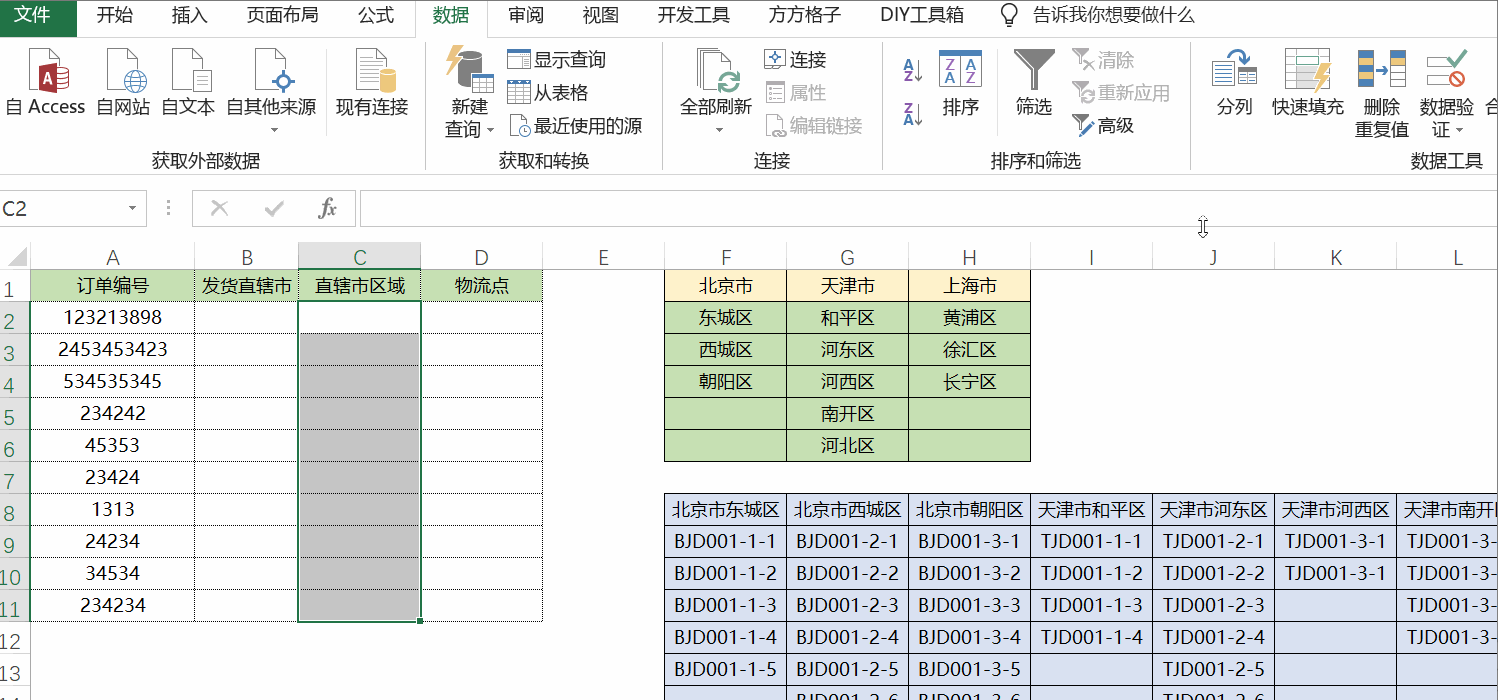 文件 开始 插入 页面布局 公式 数据 审阅 视图 开发工具 方方格子 DIY工具箱 告诉我你想要做什么
自 Access 自网站 自文本 自其他来源 现有连接 新建查询 显示查询 从表格 最近使用的源 全部刷新 连接 属性 编辑链接 排序 筛选 清除 重新应用 高级 分列 快速填充 删除重复值 数据验证
获取外部数据 获取和转换 连接 排序和筛选 数据工具
C2 fx
A B C D E F G H I J K L
1 订单编号 发货直辖市 直辖市区域 物流点 北京市 天津市 上海市
2 123213898 东城区 和平区 黄浦区
3 2453453423 西城区 河东区 徐汇区
4 534535345 朝阳区 河西区 长宁区
5 234242 南开区
6 45353 河北区
7 23424
8 1313 北京市东城区 北京市西城区 北京市朝阳区 天津市和平区 天津市河东区 天津市河西区 天津市南开
9 24234 BJD001-1-1 BJD001-2-1 BJD001-3-1 TJD001-1-1 TJD001-2-1 TJD001-3-1 TJD001-3-
10 34534 BJD001-1-2 BJD001-2-2 BJD001-3-2 TJD001-1-2 TJD001-2-2 TJD001-3-1 TJD001-3-
11 234234 BJD001-1-3 BJD001-2-3 BJD001-3-3 TJD001-1-3 TJD001-2-3 TJD001-3-
12 BJD001-1-4 BJD001-2-4 BJD001-3-4 TJD001-1-4 TJD001-2-4 TJD001-3-
13 BJD001-1-5 BJD001-2-5 BJD001-3-5 TJD001-2-5